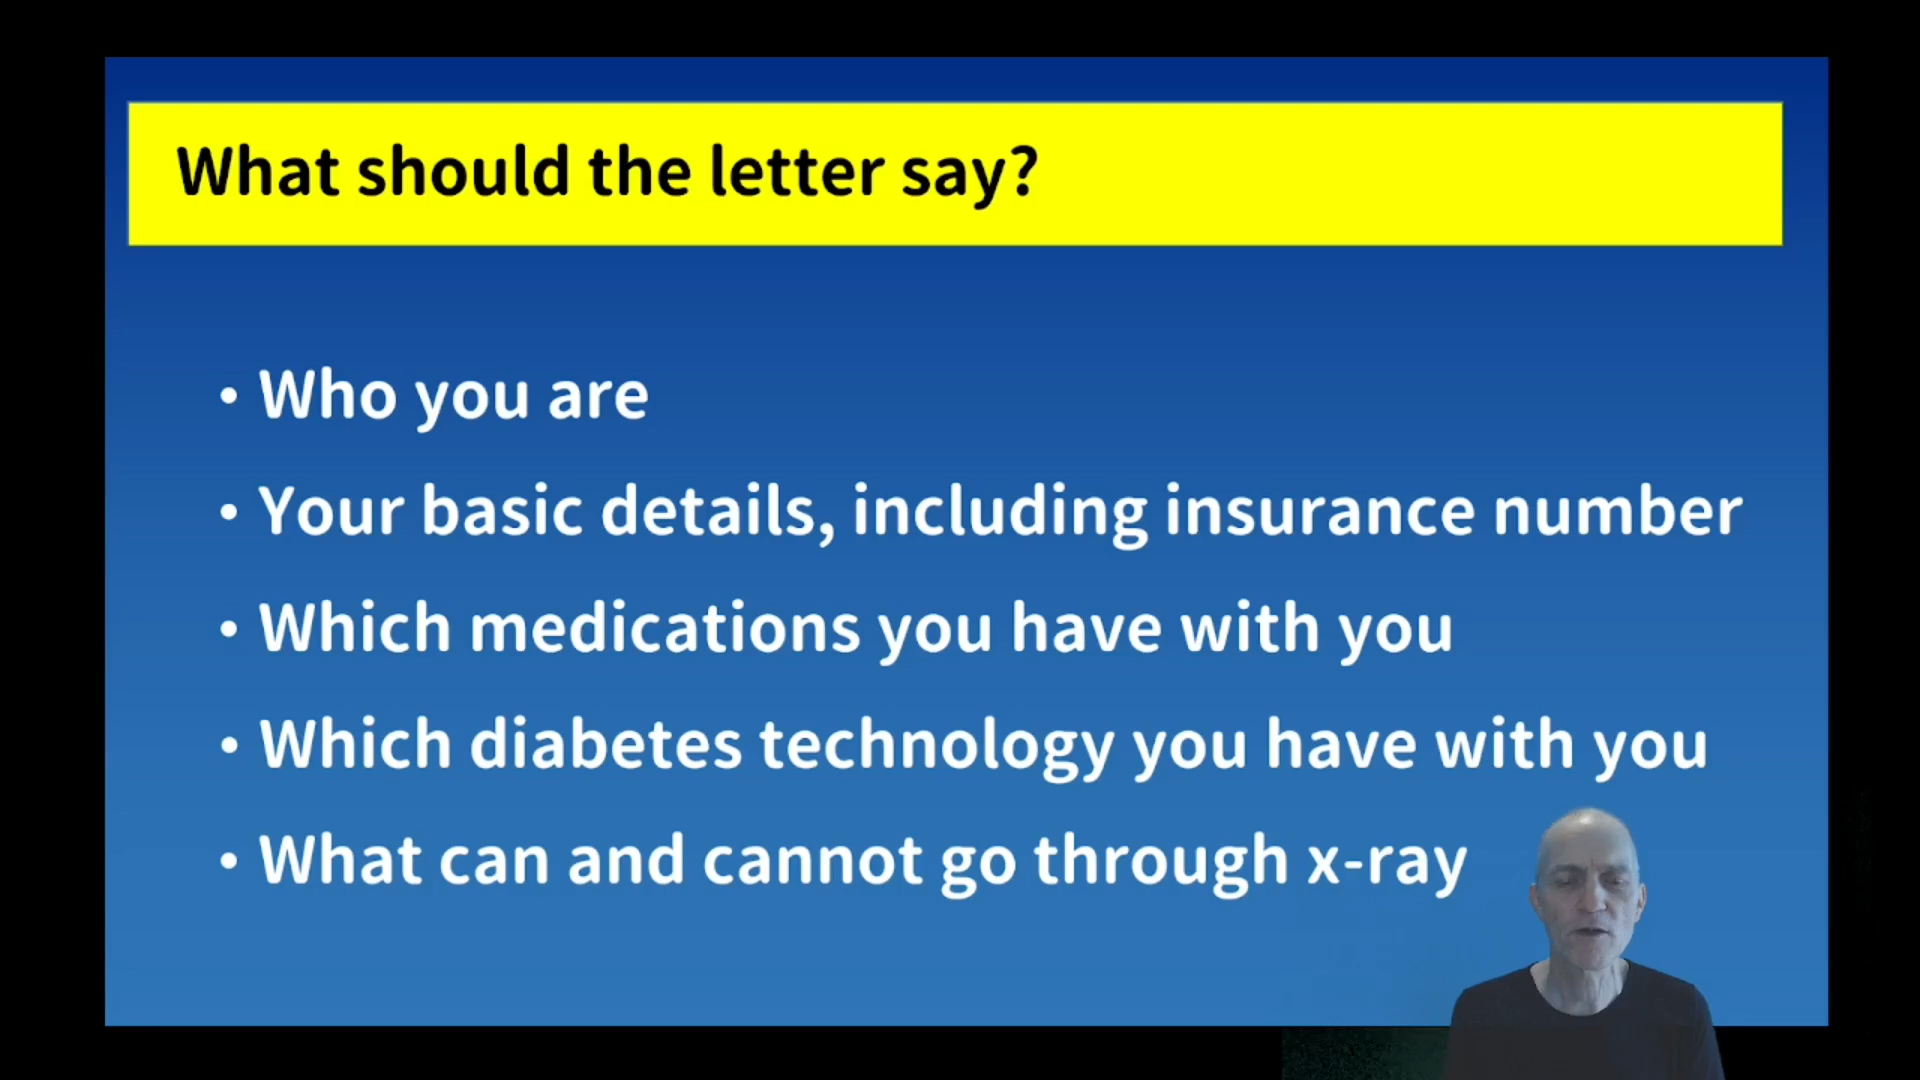 What should the letter say?
• Who you are
• Your basic details, including insurance number
• Which medications you have with you
• Which diabetes technology you have with you
• What can and cannot go through x-ray